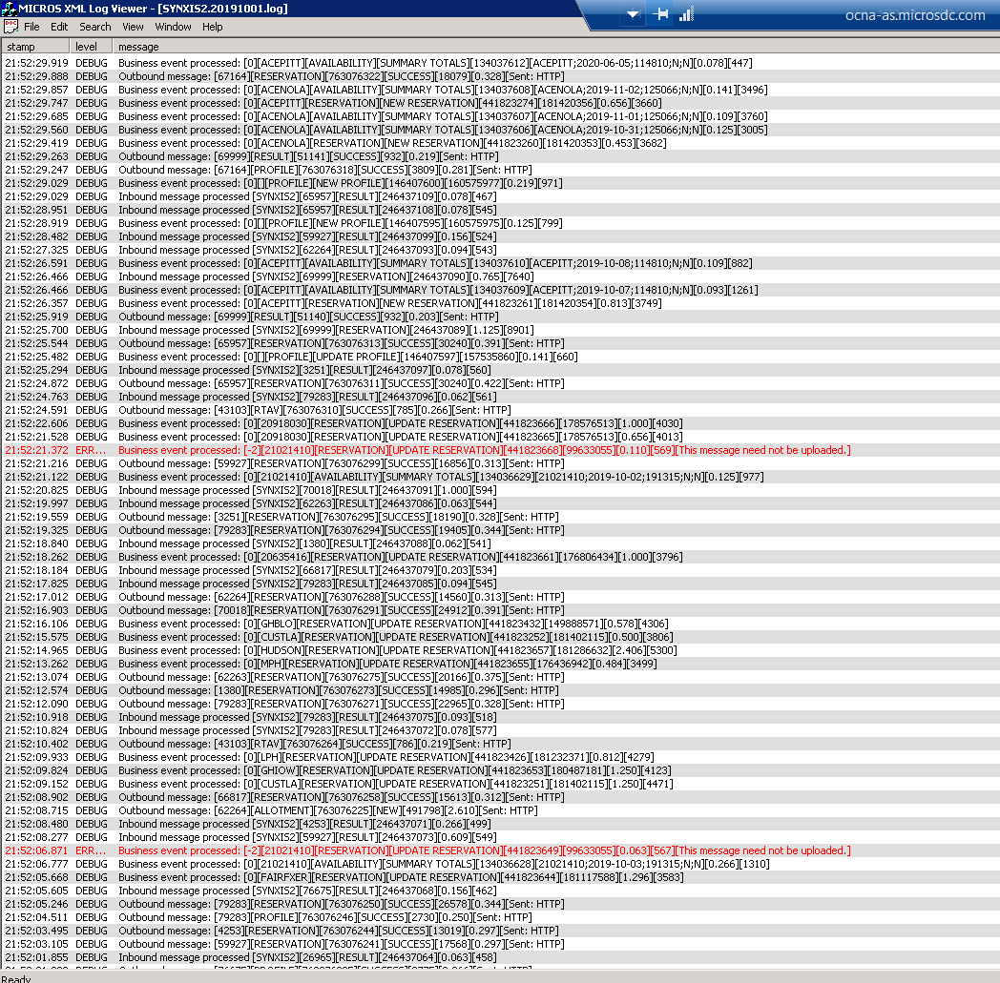 MICROS XML Log Viewer - [SYNXIS2.20191001.log]
ocna-as.microsdc.com
File Edit Search View Window Help
stamp level message
21:52:29.919 DEBUG Business event processed: [0][ACEPITT][AVAILABILITY][SUMMARY TOTALS][134037612][ACEPITT;2020-06-05;114810;N;N][0.078][447]
21:52:29.888 DEBUG Outbound message: [67164][RESERVATION][763076322][SUCCESS][18079][0.328][Sent: HTTP]
21:52:29.857 DEBUG Business event processed: [0][ACENOLA][AVAILABILITY][SUMMARY TOTALS][134037608][ACENOLA;2019-11-02;125066;N;N][0.141][3496]
21:52:29.747 DEBUG Business event processed: [0][ACEPITT][RESERVATION][NEW RESERVATION][441823274][181420356][0.656][3660]
21:52:29.685 DEBUG Business event processed: [0][ACENOLA][AVAILABILITY][SUMMARY TOTALS][134037607][ACENOLA;2019-11-01;125066;N;N][0.109][3760]
21:52:29.560 DEBUG Business event processed: [0][ACENOLA][AVAILABILITY][SUMMARY TOTALS][134037606][ACENOLA;2019-10-31;125066;N;N][0.125][3005]
21:52:29.419 DEBUG Business event processed: [0][ACENOLA][RESERVATION][NEW RESERVATION][441823260][181420353][0.453][3682]
21:52:29.263 DEBUG Outbound message: [69999][RESULT][51141][SUCCESS][932][0.219][Sent: HTTP]
21:52:29.247 DEBUG Outbound message: [67164][PROFILE][763076318][SUCCESS][3809][0.281][Sent: HTTP]
21:52:29.029 DEBUG Business event processed: [0][][PROFILE][NEW PROFILE][146407600][160575977][0.219][971]
21:52:29.029 DEBUG Inbound message processed [SYNXIS2][65957][RESULT][246437109][0.078][467]
21:52:28.951 DEBUG Inbound message processed [SYNXIS2][65957][RESULT][246437108][0.078][545]
21:52:28.919 DEBUG Business event processed: [0][][PROFILE][NEW PROFILE][146407595][160575975][0.125][799]
21:52:28.482 DEBUG Inbound message processed [SYNXIS2][59927][RESULT][246437099][0.156][524]
21:52:27.325 DEBUG Inbound message processed [SYNXIS2][62264][RESULT][246437093][0.094][543]
21:52:26.591 DEBUG Business event processed: [0][ACEPITT][AVAILABILITY][SUMMARY TOTALS][134037610][ACEPITT;2019-10-08;114810;N;N][0.109][882]
21:52:26.466 DEBUG Inbound message processed [SYNXIS2][69999][RESERVATION][246437090][0.765][7640]
21:52:26.466 DEBUG Business event processed: [0][ACEPITT][AVAILABILITY][SUMMARY TOTALS][134037609][ACEPITT;2019-10-07;114810;N;N][0.093][1261]
21:52:26.357 DEBUG Business event processed: [0][ACEPITT][RESERVATION][NEW RESERVATION][441823261][181420354][0.813][3749]
21:52:25.919 DEBUG Outbound message: [69999][RESULT][51140][SUCCESS][932][0.203][Sent: HTTP]
21:52:25.700 DEBUG Inbound message processed [SYNXIS2][69999][RESERVATION][246437089][1.125][8901]
21:52:25.544 DEBUG Outbound message: [65957][RESERVATION][763076313][SUCCESS][30240][0.391][Sent: HTTP]
21:52:25.482 DEBUG Business event processed: [0][][PROFILE][UPDATE PROFILE][146407597][157535860][0.141][660]
21:52:25.294 DEBUG Inbound message processed [SYNXIS2][3251][RESULT][246437097][0.078][560]
21:52:24.872 DEBUG Outbound message: [65957][RESERVATION][763076311][SUCCESS][30240][0.422][Sent: HTTP]
21:52:24.763 DEBUG Inbound message processed [SYNXIS2][79283][RESULT][246437096][0.062][561]
21:52:24.591 DEBUG Outbound message: [43103][RTAV][763076310][SUCCESS][785][0.266][Sent: HTTP]
21:52:22.606 DEBUG Business event processed: [0][20918030][RESERVATION][UPDATE RESERVATION][441823666][178576513][1.000][4030]
21:52:21.528 DEBUG Business event processed: [0][20918030][RESERVATION][UPDATE RESERVATION][441823665][178576513][0.656][4013]
21:52:21.372 ERR... Business event processed: [-2][21021410][RESERVATION][UPDATE RESERVATION][441823668][99633055][0.110][569][This message need not be uploaded.]
21:52:21.216 DEBUG Outbound message: [59927][RESERVATION][763076299][SUCCESS][16856][0.313][Sent: HTTP]
21:52:21.122 DEBUG Business event processed: [0][21021410][AVAILABILITY][SUMMARY TOTALS][134036629][21021410;2019-10-02;191315;N;N][0.125][977]
21:52:20.825 DEBUG Inbound message processed [SYNXIS2][70018][RESULT][246437091][1.000][594]
21:52:19.997 DEBUG Inbound message processed [SYNXIS2][62263][RESULT][246437086][0.063][544]
21:52:19.559 DEBUG Outbound message: [3251][RESERVATION][763076295][SUCCESS][18190][0.328][Sent: HTTP]
21:52:19.325 DEBUG Outbound message: [79283][RESERVATION][763076294][SUCCESS][19405][0.344][Sent: HTTP]
21:52:18.840 DEBUG Inbound message processed [SYNXIS2][1380][RESULT][246437088][0.062][541]
21:52:18.262 DEBUG Business event processed: [0][20635416][RESERVATION][UPDATE RESERVATION][441823661][176806434][1.000][3796]
21:52:18.184 DEBUG Inbound message processed [SYNXIS2][66817][RESULT][246437079][0.203][534]
21:52:17.825 DEBUG Inbound message processed [SYNXIS2][79283][RESULT][246437085][0.094][545]
21:52:17.012 DEBUG Outbound message: [62264][RESERVATION][763076288][SUCCESS][14560][0.313][Sent: HTTP]
21:52:16.903 DEBUG Outbound message: [70018][RESERVATION][763076291][SUCCESS][24912][0.391][Sent: HTTP]
21:52:16.106 DEBUG Business event processed: [0][GHBLO][RESERVATION][UPDATE RESERVATION][441823432][149888571][0.578][4306]
21:52:15.575 DEBUG Business event processed: [0][CUSTLA][RESERVATION][UPDATE RESERVATION][441823252][181402115][0.500][3806]
21:52:14.965 DEBUG Business event processed: [0][HUDSON][RESERVATION][UPDATE RESERVATION][441823657][181286632][2.406][5300]
21:52:13.262 DEBUG Business event processed: [0][MPH][RESERVATION][UPDATE RESERVATION][441823655][176436942][0.484][3499]
21:52:13.074 DEBUG Outbound message: [62263][RESERVATION][763076275][SUCCESS][20166][0.375][Sent: HTTP]
21:52:12.574 DEBUG Outbound message: [1380][RESERVATION][763076273][SUCCESS][14985][0.296][Sent: HTTP]
21:52:12.090 DEBUG Outbound message: [79283][RESERVATION][763076271][SUCCESS][22965][0.328][Sent: HTTP]
21:52:10.918 DEBUG Inbound message processed [SYNXIS2][79283][RESULT][246437075][0.093][518]
21:52:10.824 DEBUG Inbound message processed [SYNXIS2][79283][RESULT][246437072][0.078][577]
21:52:10.402 DEBUG Outbound message: [43103][RTAV][763076264][SUCCESS][786][0.219][Sent: HTTP]
21:52:09.933 DEBUG Business event processed: [0][LPH][RESERVATION][UPDATE RESERVATION][441823426][181232371][0.812][4279]
21:52:09.824 DEBUG Business event processed: [0][GHIOW][RESERVATION][UPDATE RESERVATION][441823653][180487181][1.250][4123]
21:52:09.152 DEBUG Business event processed: [0][CUSTLA][RESERVATION][UPDATE RESERVATION][441823251][181402115][1.250][4471]
21:52:08.902 DEBUG Outbound message: [66817][RESERVATION][763076258][SUCCESS][15613][0.312][Sent: HTTP]
21:52:08.715 DEBUG Outbound message: [62264][ALLOTMENT][763076225][NEW][491798][2.610][Sent: HTTP]
21:52:08.480 DEBUG Inbound message processed [SYNXIS2][4253][RESULT][246437071][0.266][499]
21:52:08.277 DEBUG Inbound message processed [SYNXIS2][59927][RESULT][246437073][0.609][549]
21:52:06.871 ERR... Business event processed: [-2][21021410][RESERVATION][UPDATE RESERVATION][441823649][99633055][0.063][567][This message need not be uploaded.]
21:52:06.777 DEBUG Business event processed: [0][21021410][AVAILABILITY][SUMMARY TOTALS][134036628][21021410;2019-10-03;191315;N;N][0.266][1310]
21:52:05.668 DEBUG Business event processed: [0][FAIRFXER][RESERVATION][UPDATE RESERVATION][441823644][181117588][1.296][3583]
21:52:05.605 DEBUG Inbound message processed [SYNXIS2][76675][RESULT][246437068][0.156][462]
21:52:05.246 DEBUG Outbound message: [79283][RESERVATION][763076250][SUCCESS][26578][0.344][Sent: HTTP]
21:52:04.511 DEBUG Outbound message: [79283][PROFILE][763076246][SUCCESS][2730][0.250][Sent: HTTP]
21:52:03.495 DEBUG Outbound message: [4253][RESERVATION][763076244][SUCCESS][13019][0.297][Sent: HTTP]
21:52:03.105 DEBUG Outbound message: [59927][RESERVATION][763076241][SUCCESS][17568][0.297][Sent: HTTP]
21:52:01.855 DEBUG Inbound message processed [SYNXIS2][26965][RESULT][246437064][0.063][458]
Ready